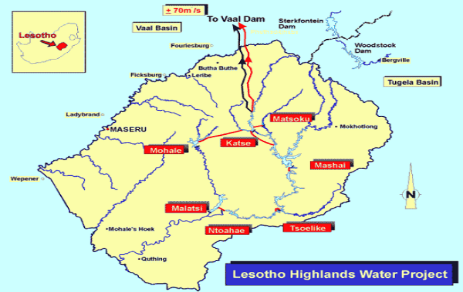 ± 70m /s
Lesotho
To Vaal Dam
Vaal Basin
Sterkfontein
Dam
Woodstock
Dam
Bergville
Fouriesburg
Butha Buthe
Tugela Basin
Ficksburg
Leribe
Ladybrand
Matsoku
MASERU
Mokhotlong
Mohale
Katse
Mashai
Wepener
Malatsi
Mohale's Hoek
Ntoahae
Tsoelike
Quthing
N
Lesotho Highlands Water Project